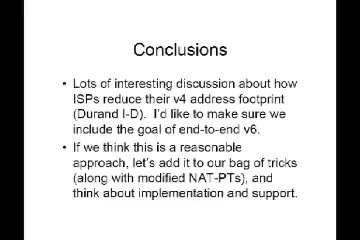 Conclusions
• Lots of interesting discussion about how
ISPs reduce their v4 address footprint
(Durand I-D).  I'd like to make sure we
include the goal of end-to-end v6.
• If we think this is a reasonable
approach, let's add it to our bag of tricks
(along with modified NAT-PTs), and
think about implementation and support.